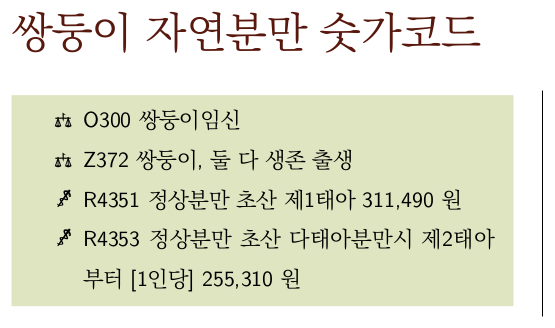 쌍둥이 자연분만 숫가코드
O300 쌍둥이임신
Z372 쌍둥이, 둘 다 생존 출생
R4351 정상분만 초산 제1태아 311,490 원
R4353 정상분만 초산 다태아분만시 제2태아
부터 [1인당] 255,310 원